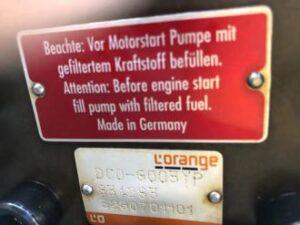 Beachte: Vor Motorstart Pumpe mit
gefiltertem Kraftstoff befüllen.
Attention: Before engine start
fill pump with filtered fuel.
Made in Germany
L'orange
L'O